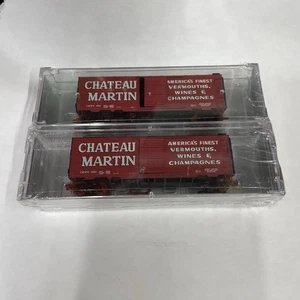 CHATEAU
MARTIN
AMERICA'S FINEST
VERMOUTHS,
WINES &
CHAMPAGNES
CHATEAU
MARTIN
AMERICA'S FINEST
VERMOUTHS,
WINES &
CHAMPAGNES